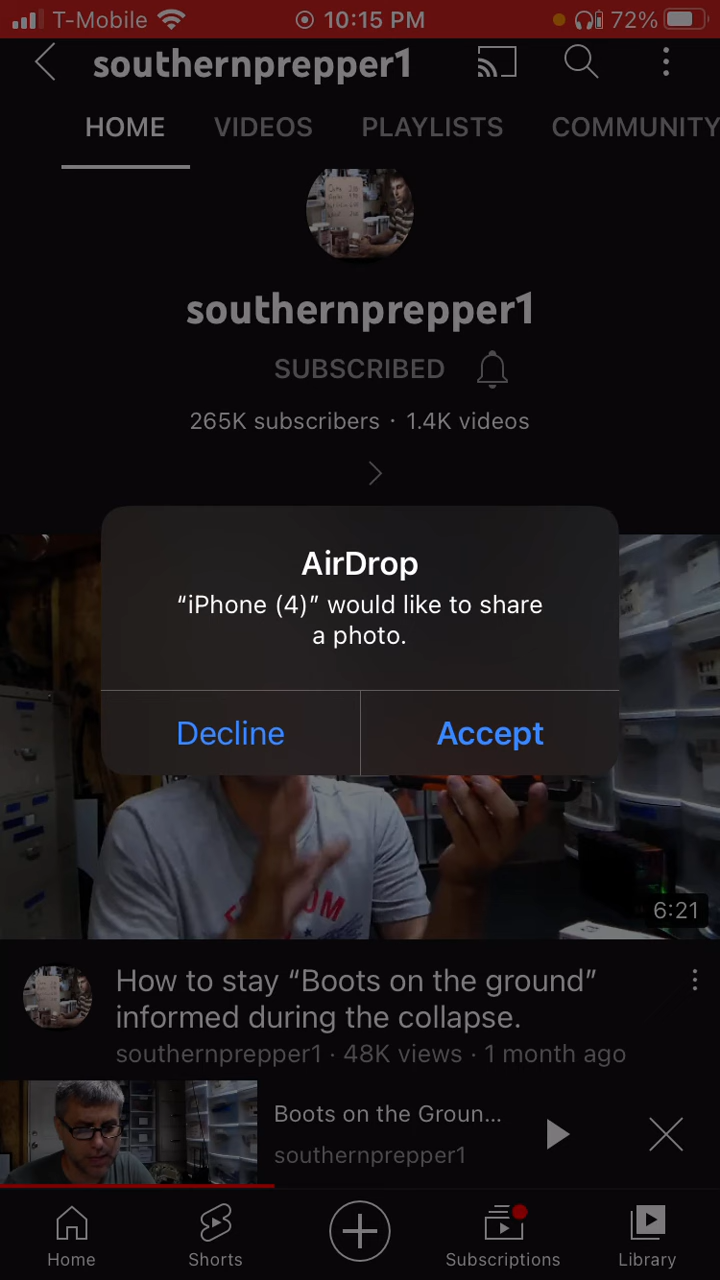 T-Mobile 10:15 PM 72%
southernprepper1
HOME VIDEOS PLAYLISTS COMMUNITY
southernprepper1
SUBSCRIBED
265K subscribers · 1.4K videos
AirDrop
“iPhone (4)” would like to share
a photo.
Decline Accept
6:21
How to stay “Boots on the ground”
informed during the collapse.
southernprepper1 · 48K views · 1 month ago
Boots on the Groun...
southernprepper1
Home Shorts Subscriptions Library